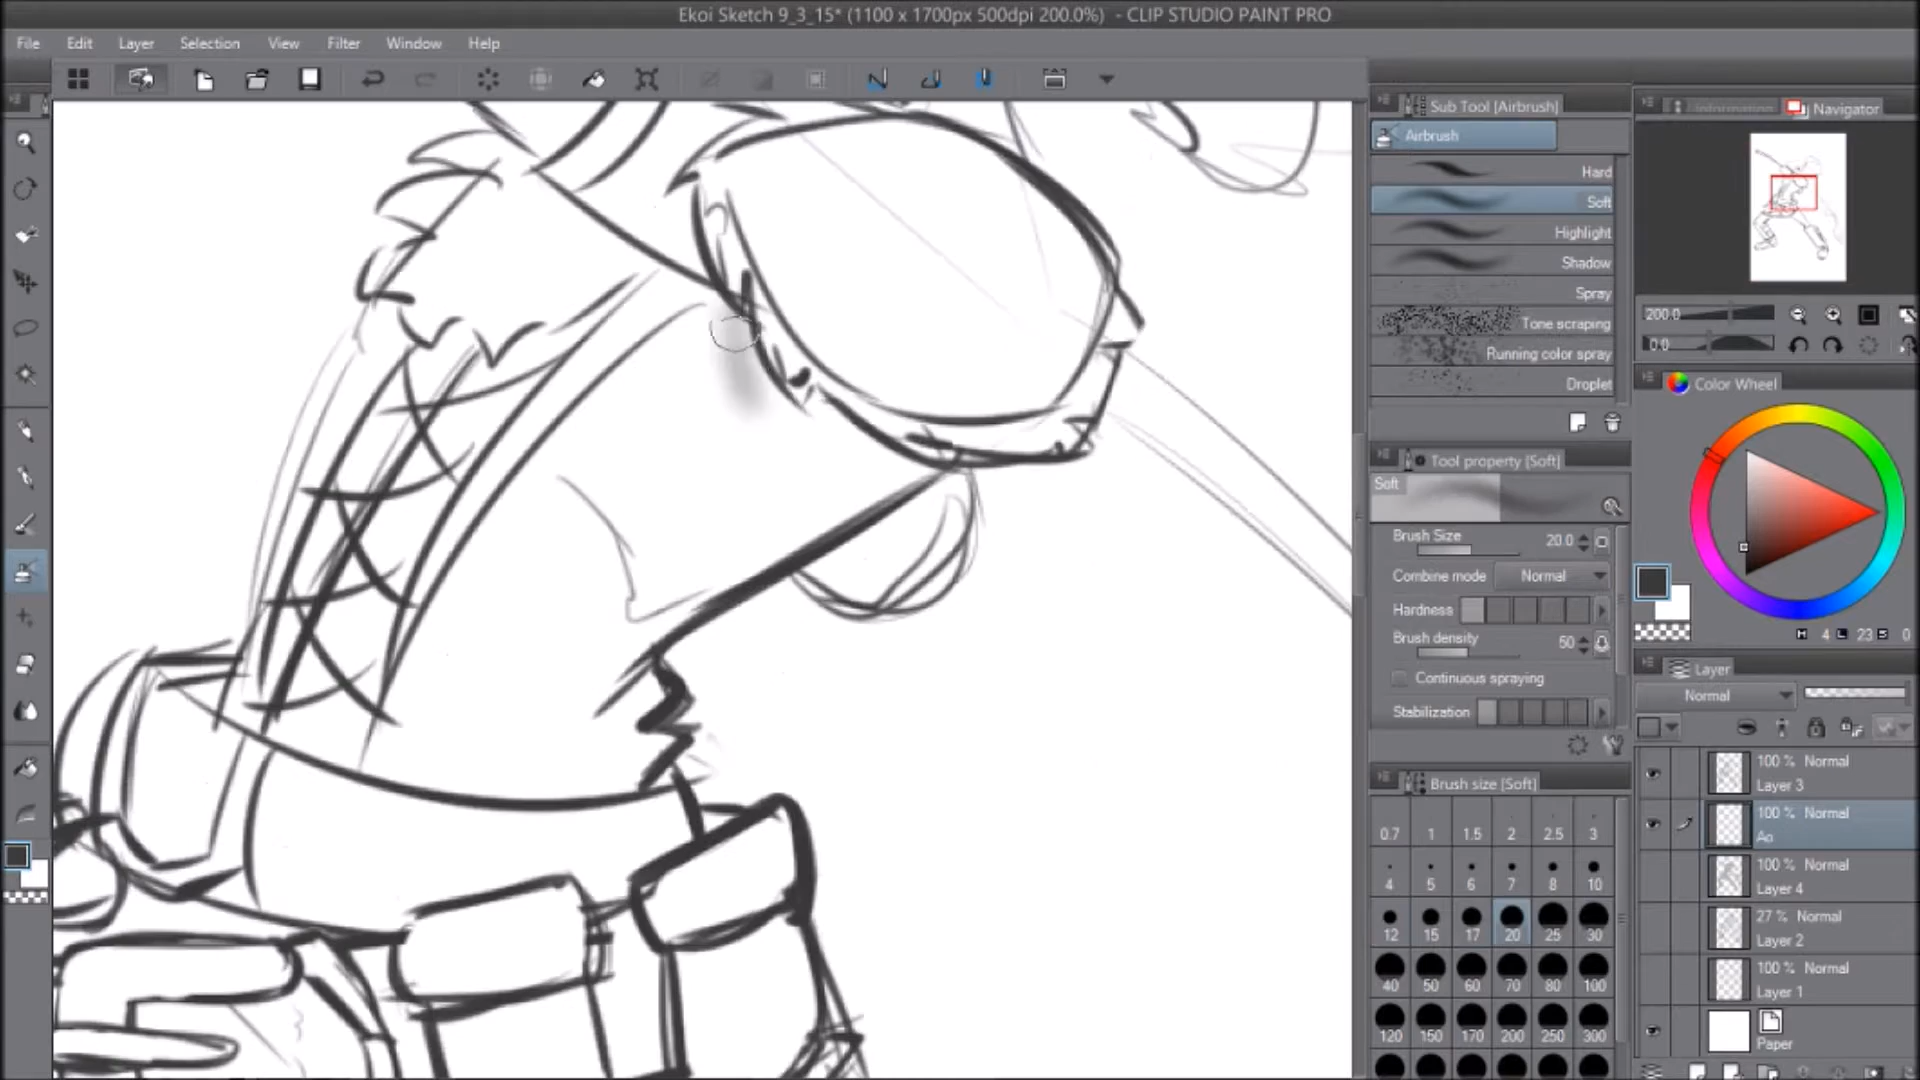 Ekoi Sketch 9_3_15* (1100 x 1700px 500dpi 200.0%) - CLIP STUDIO PAINT PRO
File Edit Layer Selection View Filter Window Help
Sub Tool [Airbrush]
Airbrush
Hard
Soft
Highlight
Shadow
Spray
Tone scraping
Running color spray
Droplet
Tool property [Soft]
Soft
Brush Size 20.0
Combine mode Normal
Hardness
Brush density 50
Continuous spraying
Stabilization
Brush size [Soft]
0.7 1 1.5 2 2.5 3
4 5 6 7 8 10
12 15 17 20 25 30
40 50 60 70 80 100
120 150 170 200 250 300
Information Navigator
200.0
0.0
Color Wheel
H 4 L 23 S 0
Layer
Normal
100 % Normal
Layer 3
100 % Normal
Ao
100 % Normal
Layer 4
27 % Normal
Layer 2
100 % Normal
Layer 1
Paper